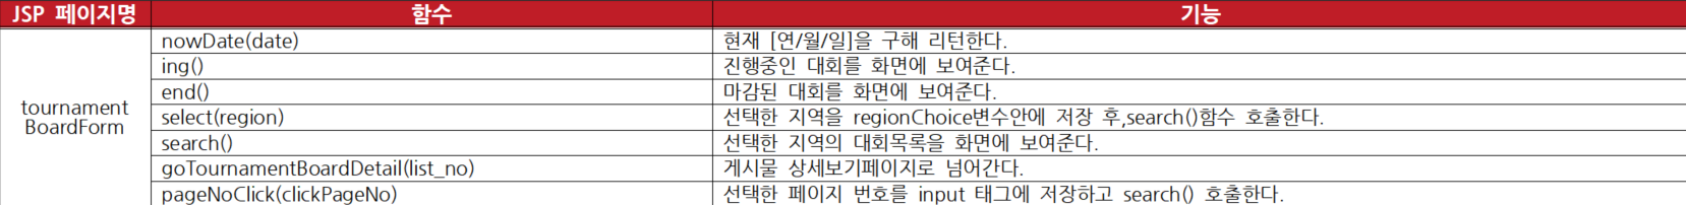 JSP 페이지명 함수 기능
tournament
BoardForm
nowDate(date) 현재 [연/월/일]을 구해 리턴한다.
ing() 진행중인 대회를 화면에 보여준다.
end() 마감된 대회를 화면에 보여준다.
select(region) 선택한 지역을 regionChoice변수안에 저장 후,search()함수 호출한다.
search() 선택한 지역의 대회목록을 화면에 보여준다.
goTournamentBoardDetail(list_no) 게시물 상세보기페이지로 넘어간다.
pageNoClick(clickPageNo) 선택한 페이지 번호를 input 태그에 저장하고 search() 호출한다.